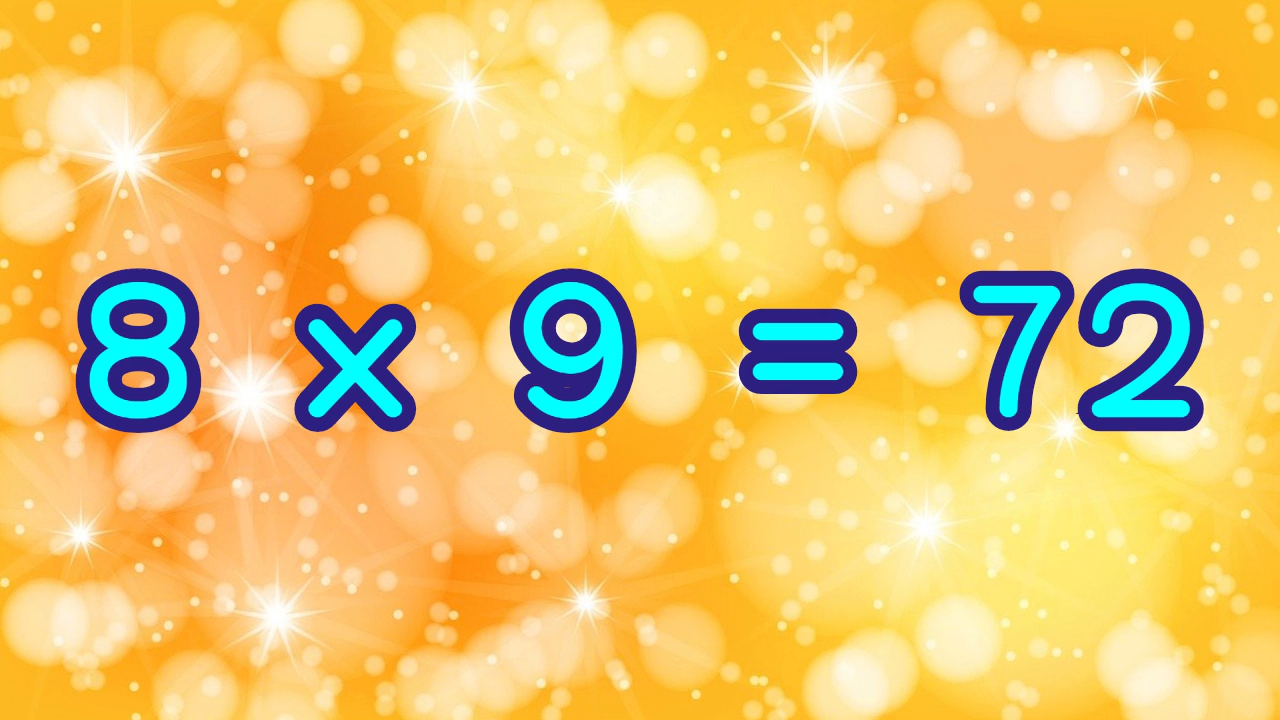 8 × 9 = 72